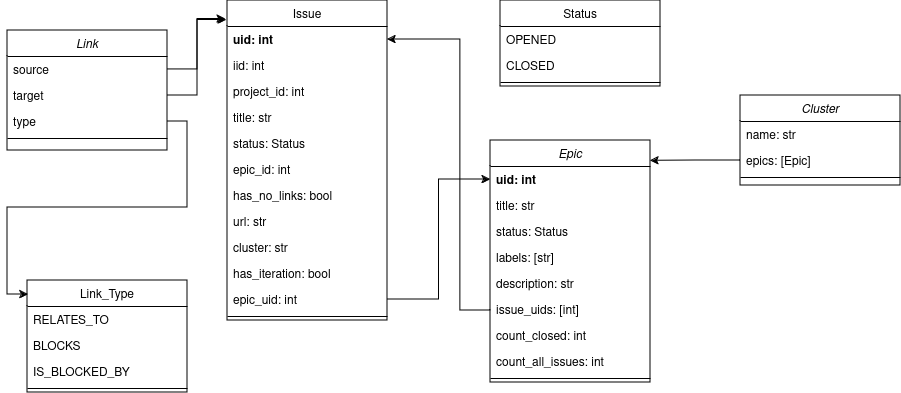 Link
source
target
type
Issue
uid: int
iid: int
project_id: int
title: str
status: Status
epic_id: int
has_no_links: bool
url: str
cluster: str
has_iteration: bool
epic_uid: int
Status
OPENED
CLOSED
Cluster
name: str
epics: [Epic]
Epic
uid: int
title: str
status: Status
labels: [str]
description: str
issue_uids: [int]
count_closed: int
count_all_issues: int
Link_Type
RELATES_TO
BLOCKS
IS_BLOCKED_BY